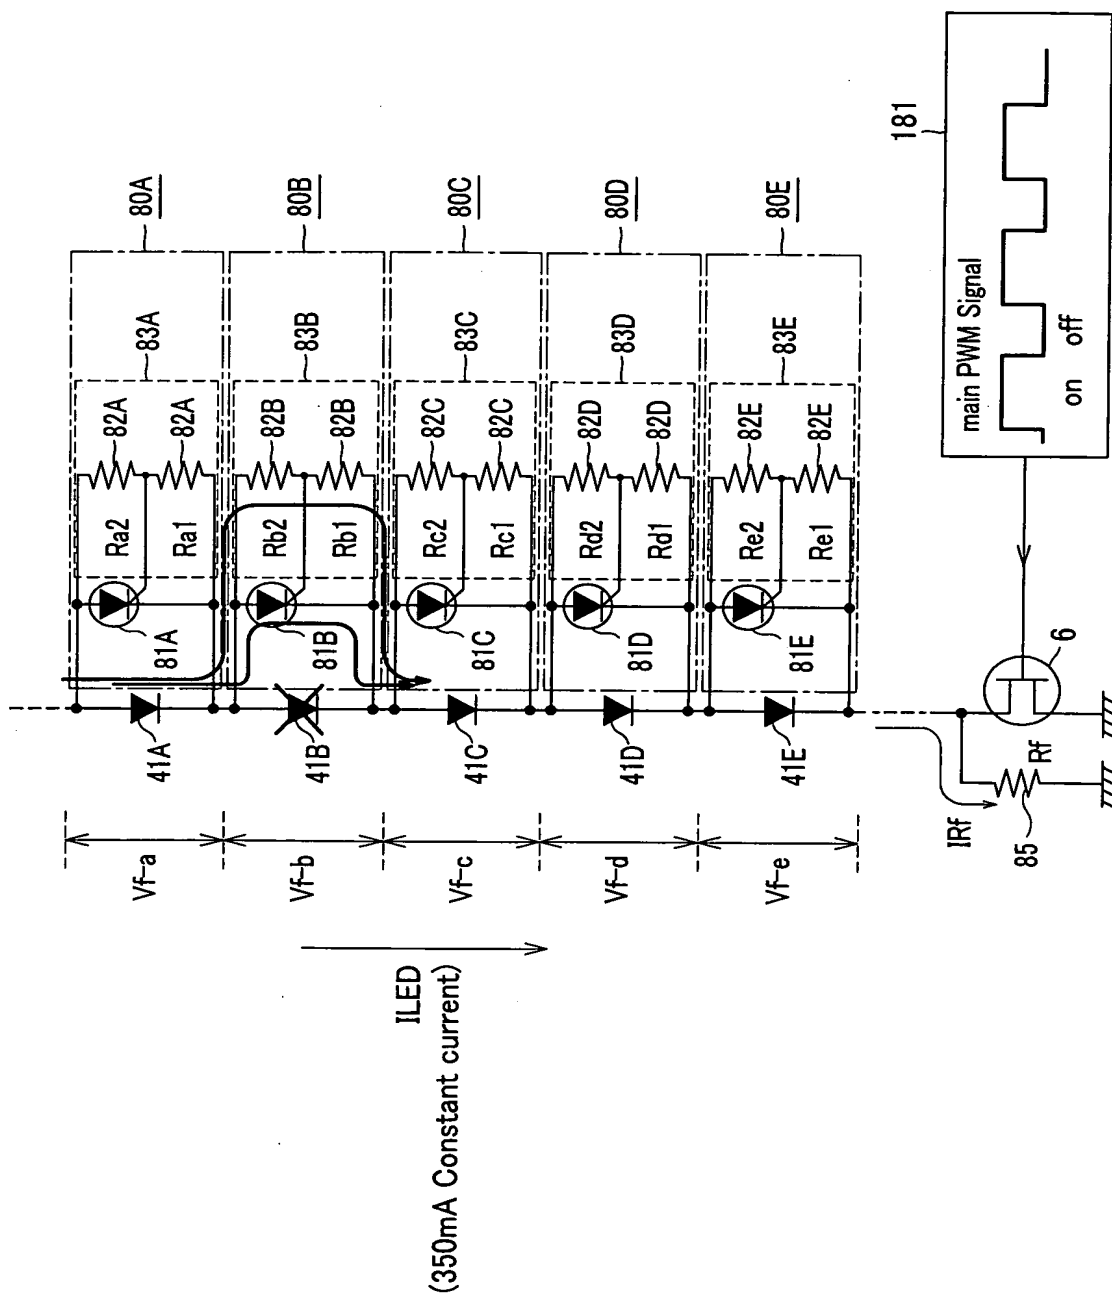 80A
80B
80C
80D
80E
83A
83B
83C
83D
83E
82A
82A
82B
82B
82C
82C
82D
82D
82E
82E
Ra2
Ra1
Rb2
Rb1
Rc2
Rc1
Rd2
Rd1
Re2
Re1
81A
81B
81C
81D
81E
41A
41B
41C
41D
41E
Vf-a
Vf-b
Vf-c
Vf-d
Vf-e
ILED
(350mA Constant current)
181
main PWM Signal
on
off
6
Rf
IRf
85